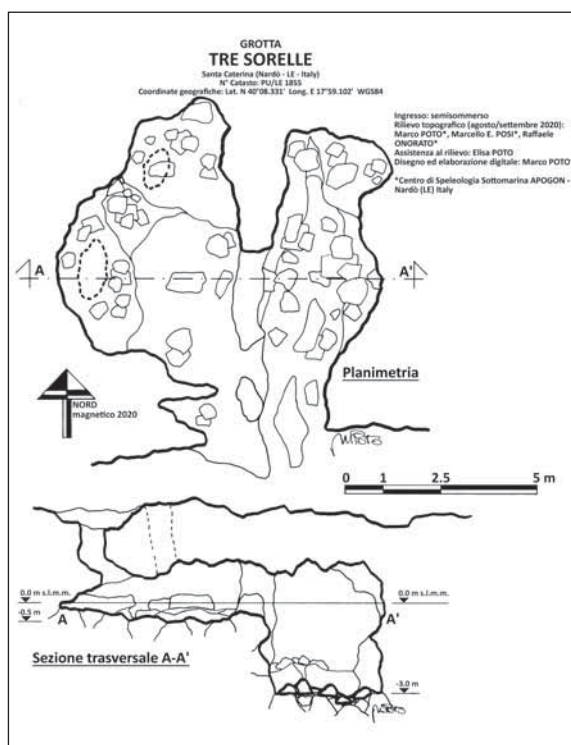 GROTTA
TRE SORELLE
Santa Caterina (Nardò - LE - Italy)
N° Catasto: PU/LE 1855
Coordinate geografiche: Lat. N 40°08.331' Long. E 17°59.102' WGS84
Ingresso: semisommerso
Rilievo topografico (agosto/settembre 2020):
Marco POTO*, Marcello E. POSI*, Raffaele
ONORATO*
Assistenza al rilievo: Elisa POTO
Disegno ed elaborazione digitale: Marco POTO*
*Centro di Speleologia Sottomarina APOGON -
Nardò (LE) Italy
A
A'
Planimetria
NORD
magnetico 2020
0 1 2.5 5 m
0.0 m s.l.m.m.
0.0 m s.l.m.m.
A
A'
-0.5 m
Sezione trasversale A-A'
-3.0 m